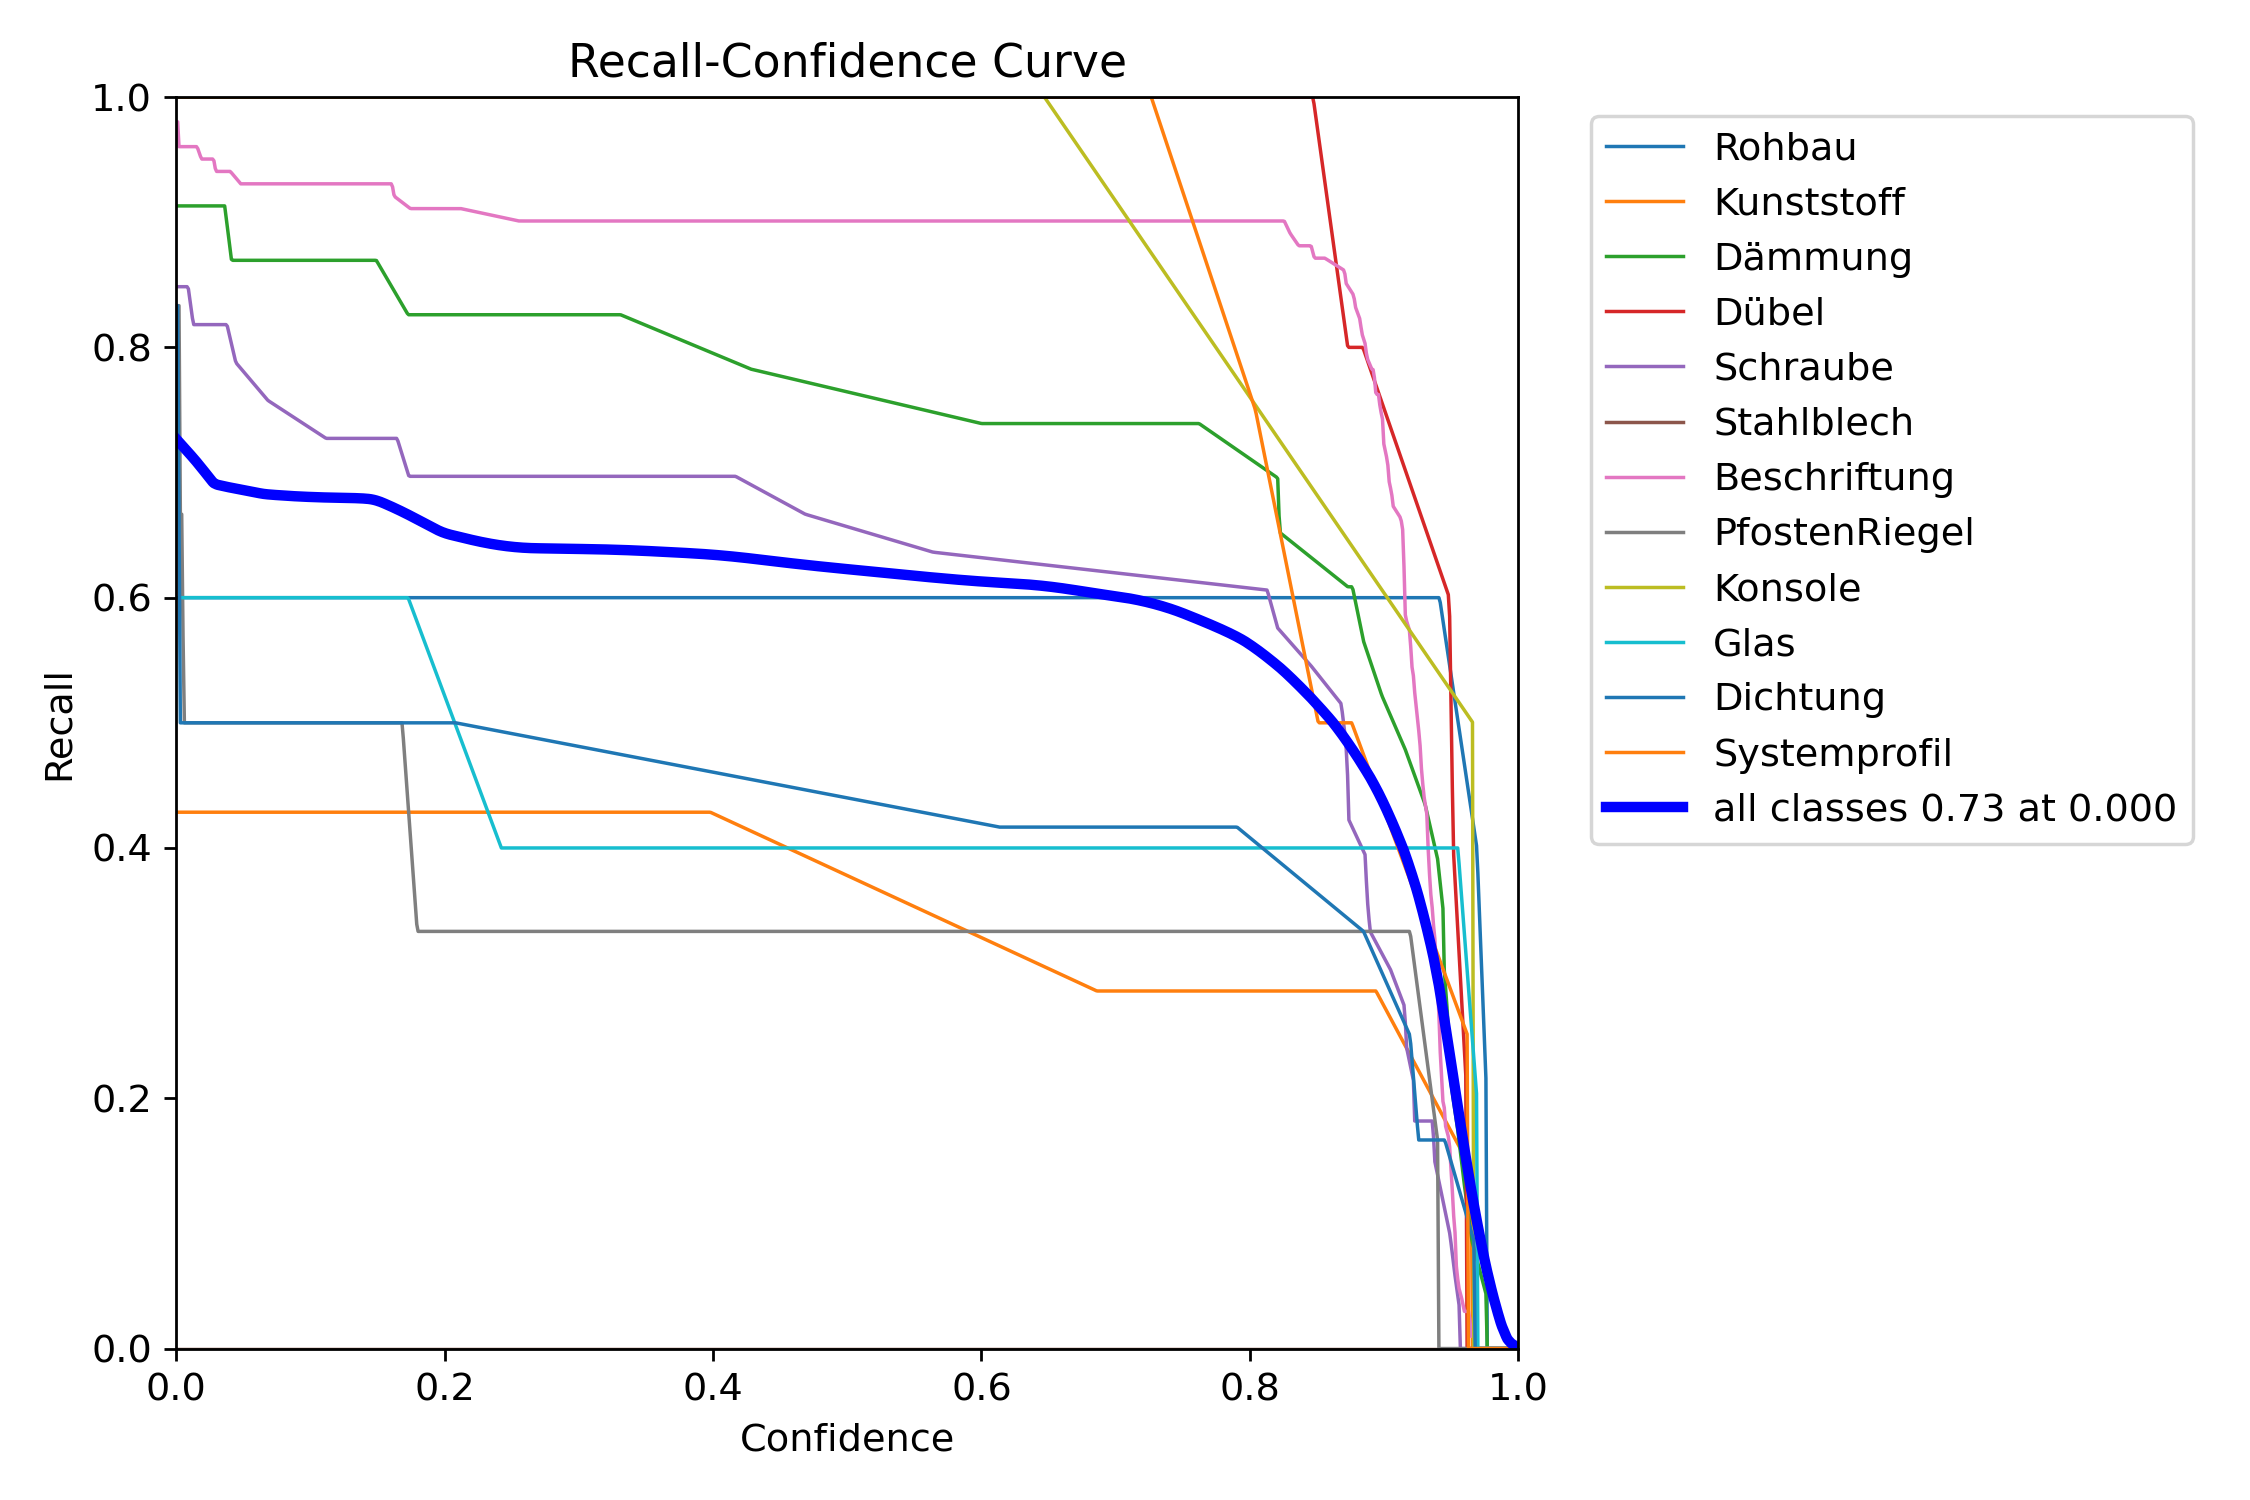 Recall-Confidence Curve
1.0
0.8
0.6
0.4
0.2
0.0
Recall
0.0 0.2 0.4 0.6 0.8 1.0
Confidence
Rohbau
Kunststoff
Dämmung
Dübel
Schraube
Stahlblech
Beschriftung
PfostenRiegel
Konsole
Glas
Dichtung
Systemprofil
all classes 0.73 at 0.000